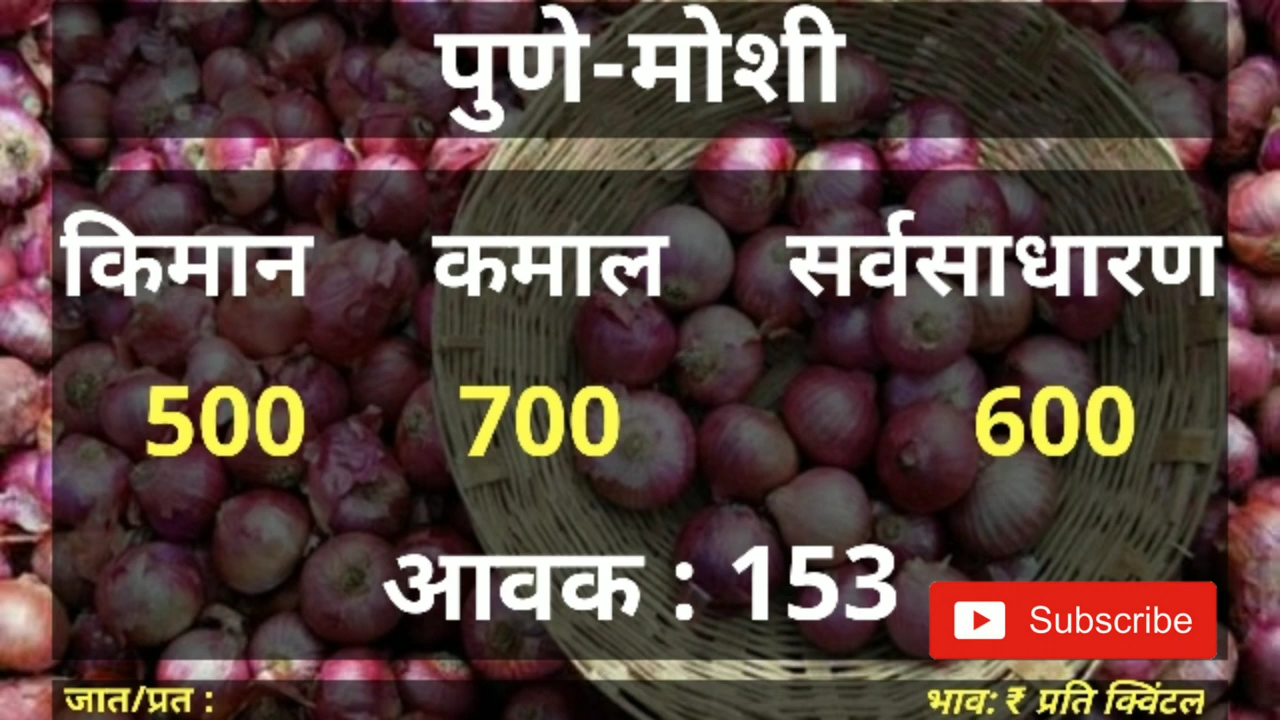 पुणे-मोशी
किमान कमाल सर्वसाधारण
500 700 600
आवक : 153
Subscribe
जात/प्रत : भाव: ₹ प्रति क्विंटल